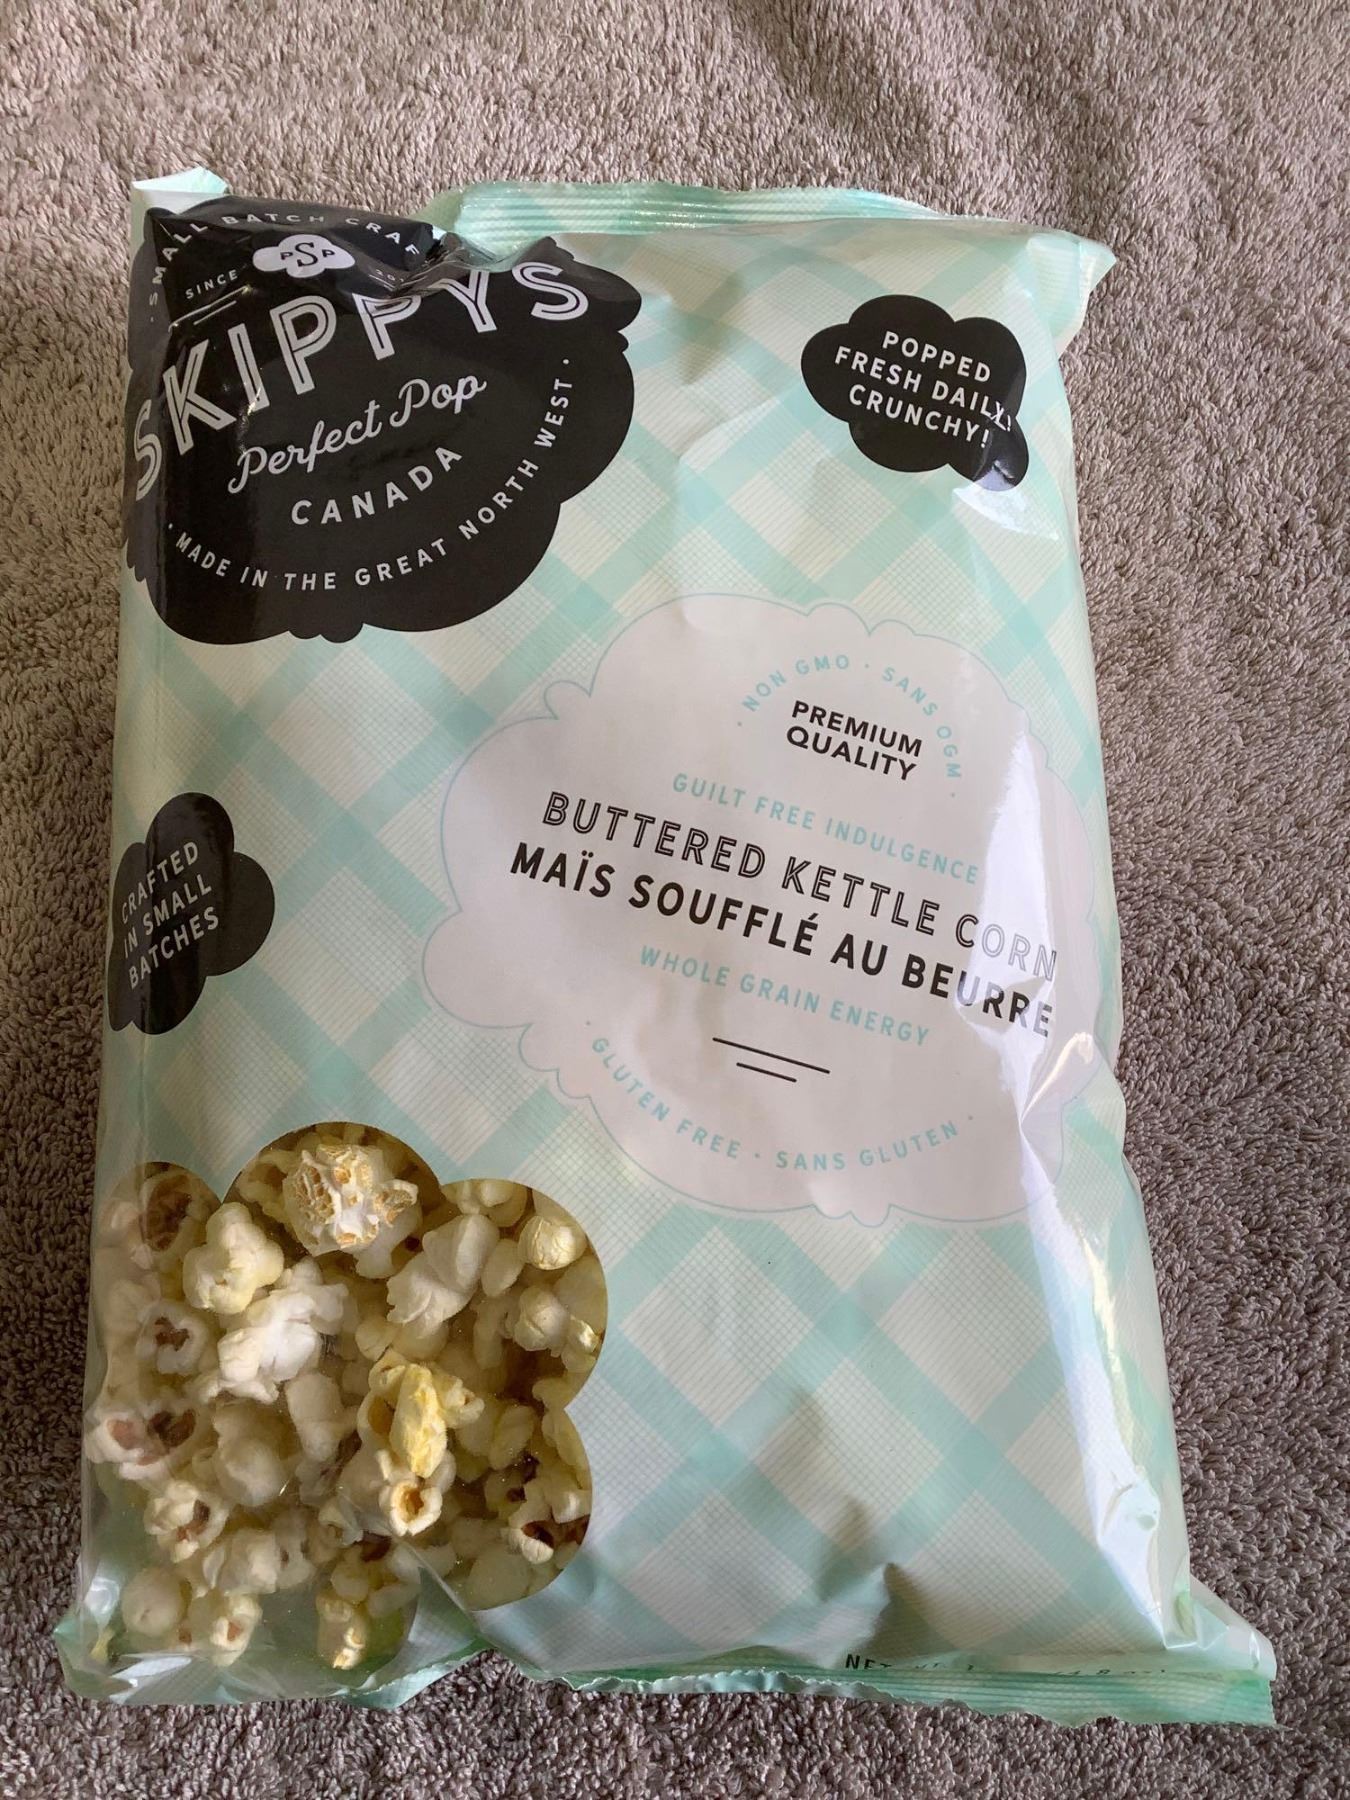 · SMALL BATCH CRAF
PSP
SINCE
SKIPPYS
Perfect Pop
CANADA
· MADE IN THE GREAT NORTH WEST ·
POPPED
FRESH DAILY!
CRUNCHY!
· NON GMO · SANS OGM ·
PREMIUM
QUALITY
GUILT FREE INDULGENCE
BUTTERED KETTLE CORN
MAÏS SOUFFLÉ AU BEURRE
WHOLE GRAIN ENERGY
· GLUTEN FREE · SANS GLUTEN ·
CRAFTED
IN SMALL
BATCHES